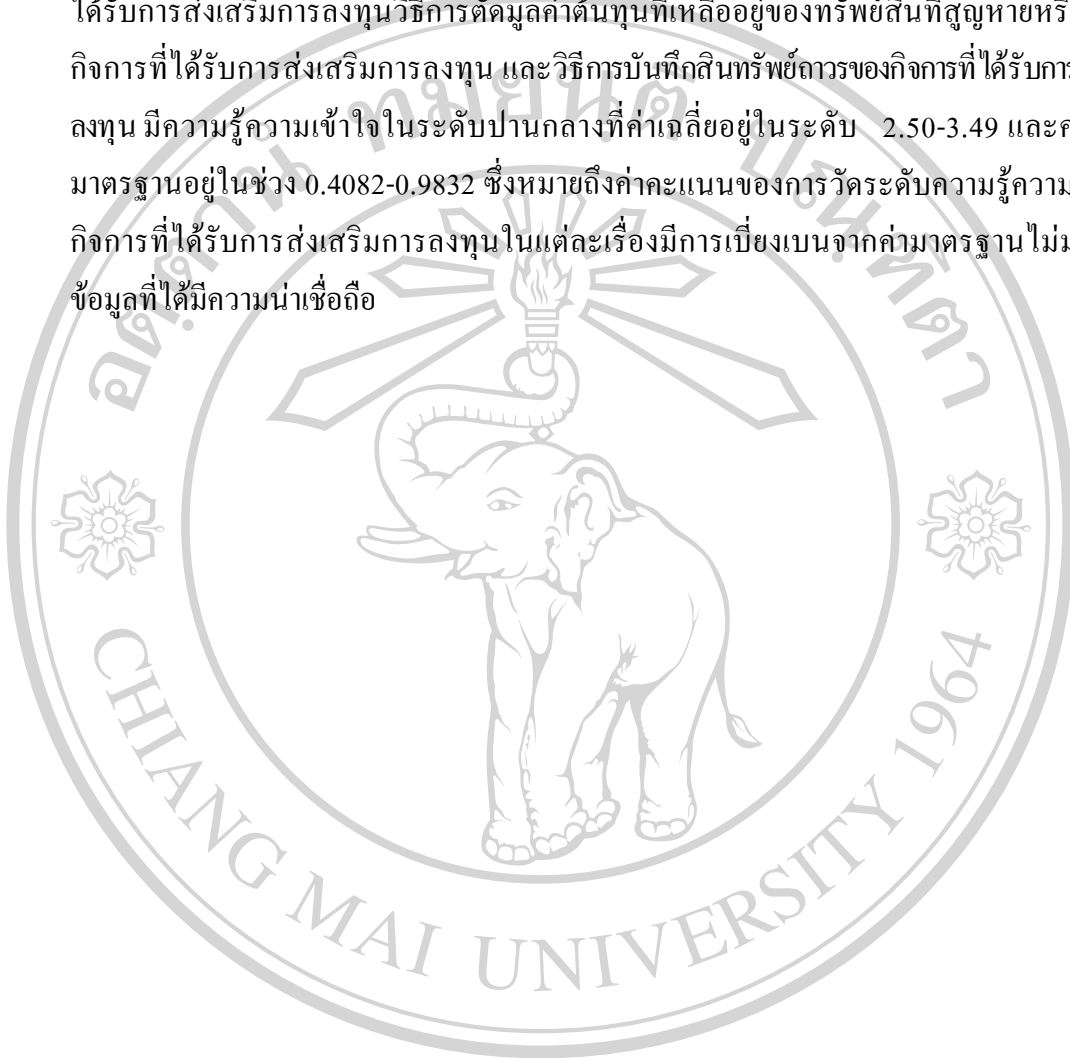 ได้รับการส่งเสริมการลงทุนวิธีการตัดมูลค่าต้นทุนที่เหลืออยู่ของทรัพย์สินที่สูญหายหรื
กิจการที่ได้รับการส่งเสริมการลงทุน และวิธีการบันทึกสินทรัพย์ถาวรของกิจการที่ได้รับการ
ลงทุน มีความรู้ความเข้าใจในระดับปานกลางที่ค่าเฉลี่ยอยู่ในระดับ 2.50-3.49 และค
มาตรฐานอยู่ในช่วง 0.4082-0.9832 ซึ่งหมายถึงค่าคะแนนของการวัดระดับความรู้ความ
กิจการที่ได้รับการส่งเสริมการลงทุนในแต่ละเรื่องมีการเบี่ยงเบนจากค่ามาตรฐานไม่ม
ข้อมูลที่ได้มีความน่าเชื่อถือ
อตฺตานํ ทมยนฺติ ปณฺฑิตา
CHIANG MAI UNIVERSITY 1964